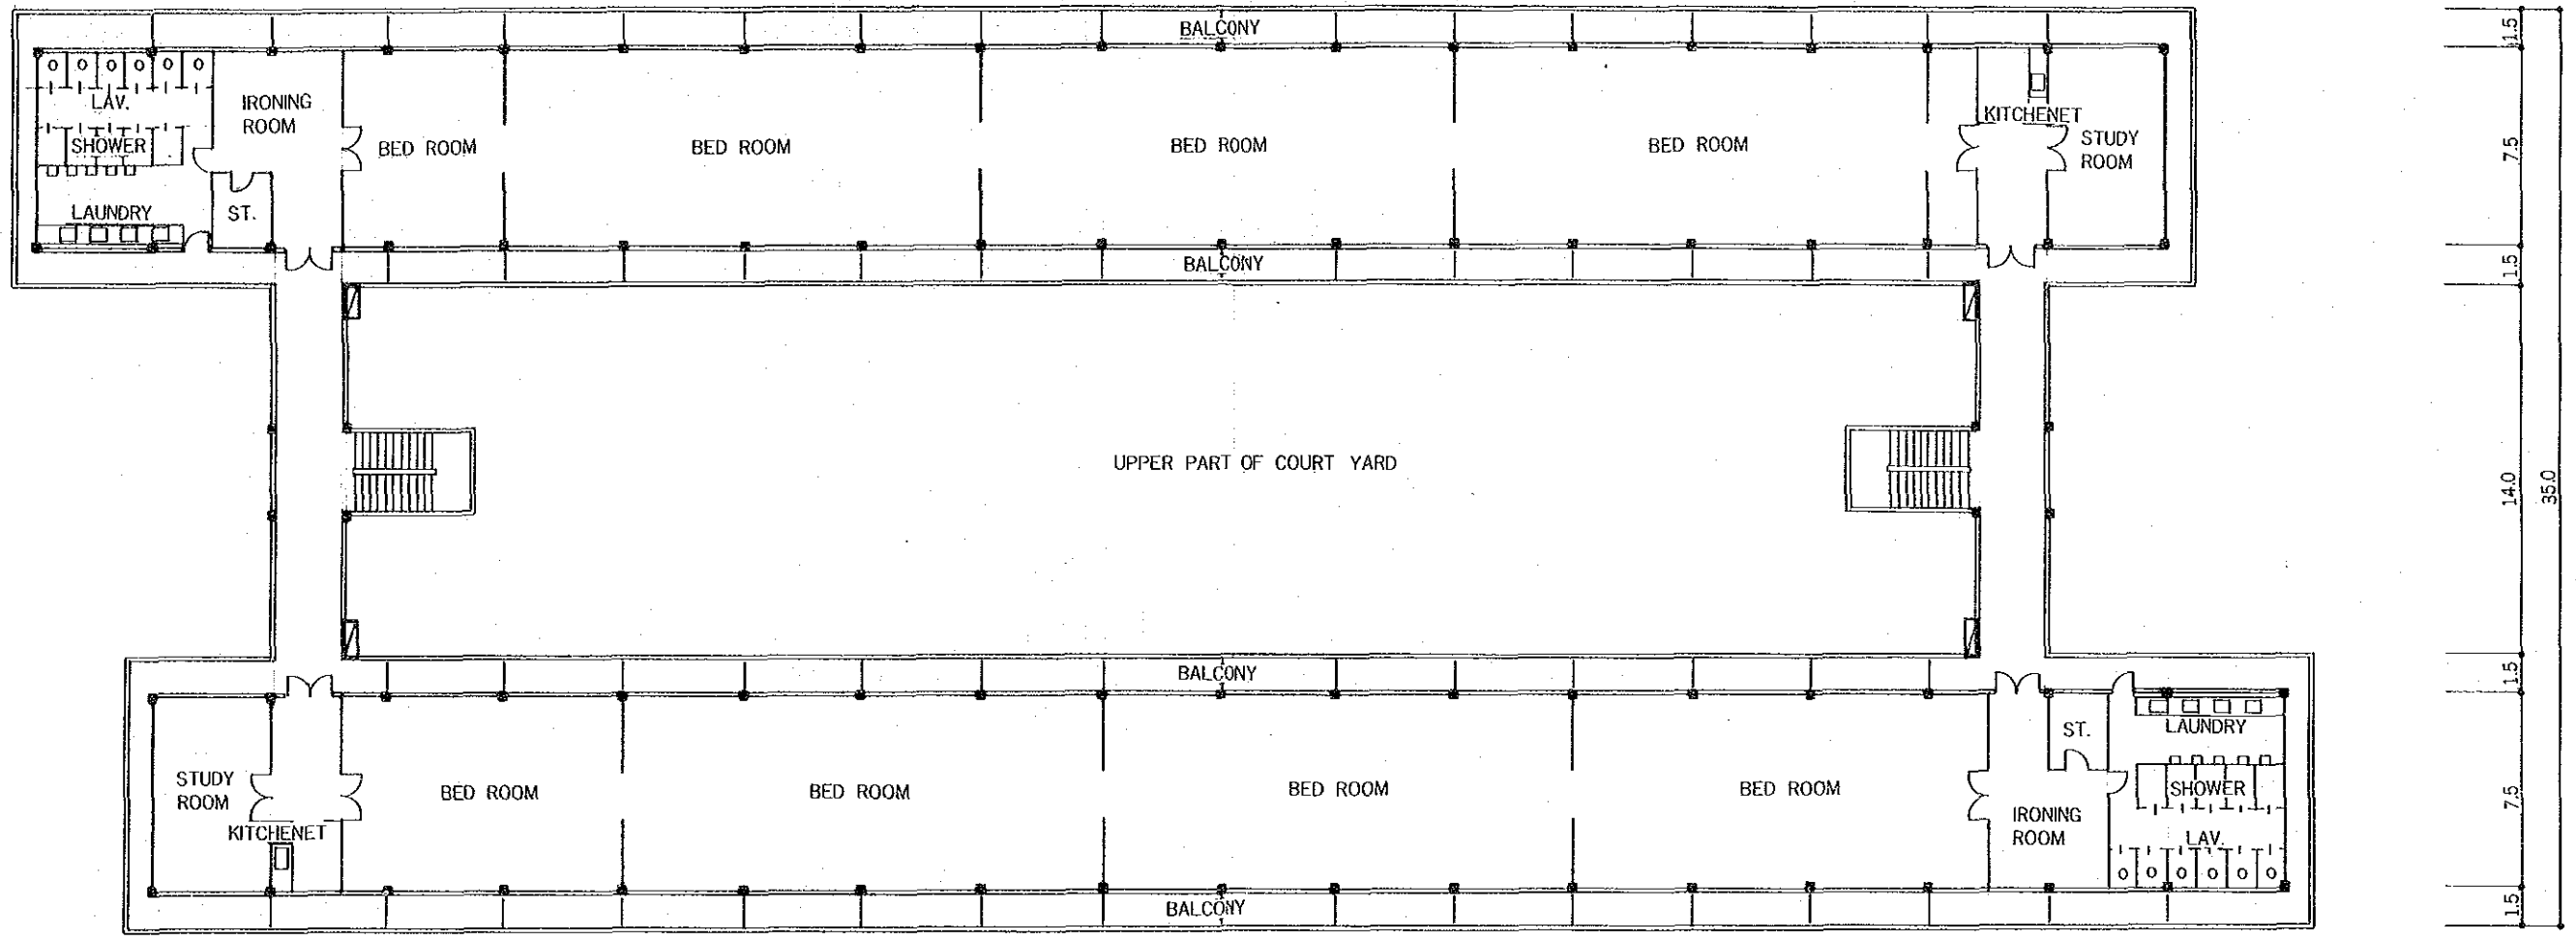 BALCONY
1.5
LAV.
IRONING
ROOM
KITCHENET
SHOWER
BED ROOM
BED ROOM
BED ROOM
BED ROOM
STUDY
ROOM
7.5
LAUNDRY
ST.
BALCONY
1.5
UPPER PART OF COURT YARD
14.0
35.0
BALCONY
1.5
ST.
LAUNDRY
STUDY
ROOM
BED ROOM
BED ROOM
BED ROOM
BED ROOM
SHOWER
7.5
KITCHENET
IRONING
ROOM
LAV.
BALCONY
1.5